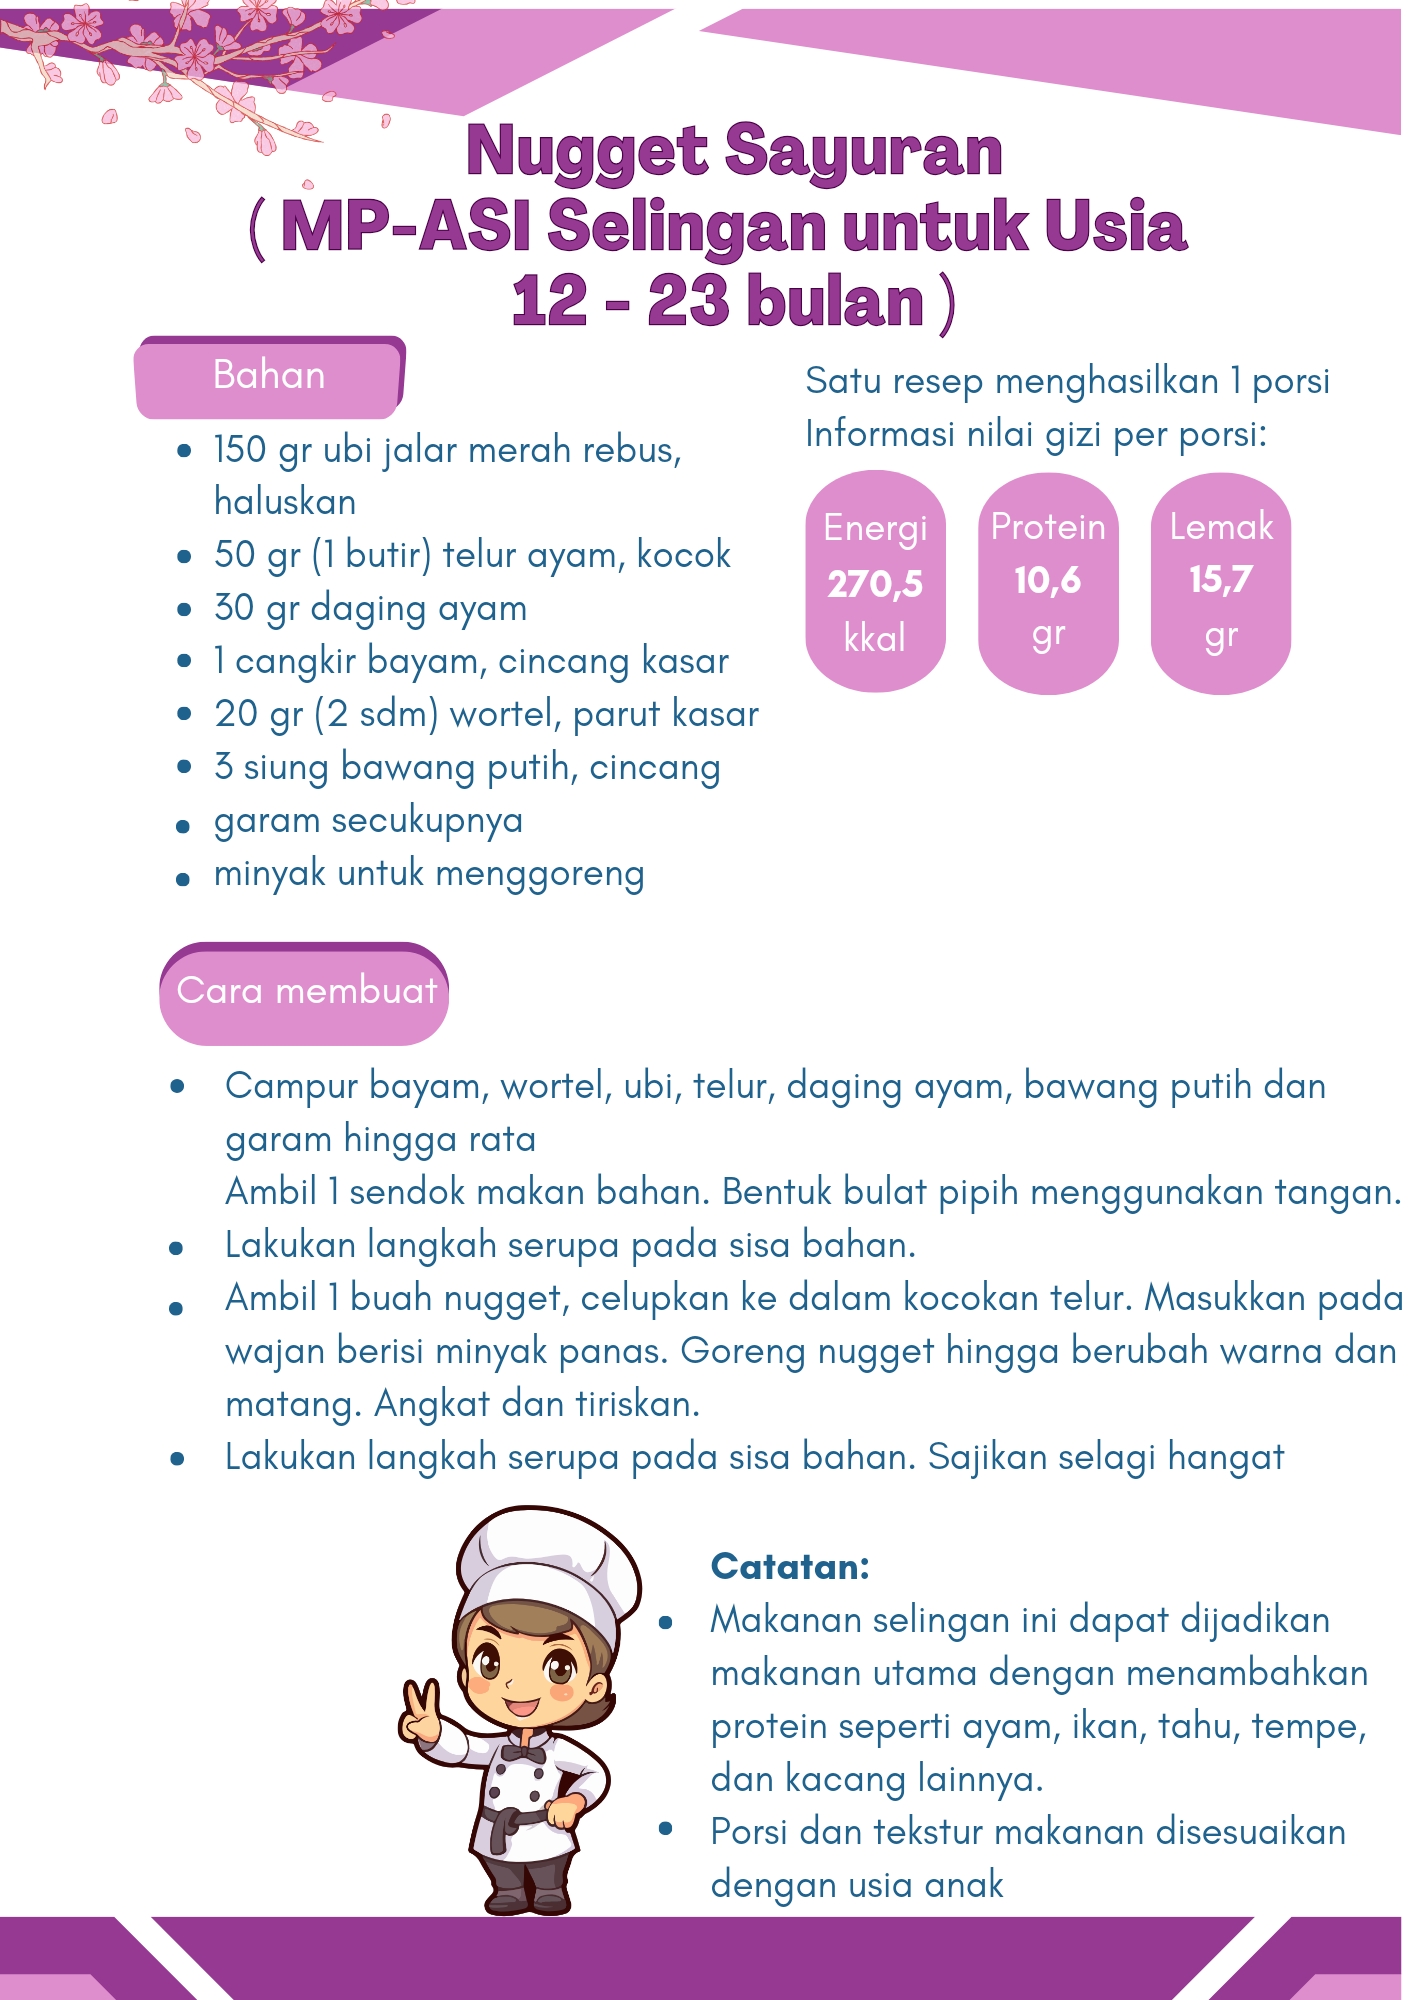 Nugget Sayuran
( MP-ASI Selingan untuk Usia
12 - 23 bulan )
Bahan
150 gr ubi jalar merah rebus,
haluskan
50 gr (1 butir) telur ayam, kocok
30 gr daging ayam
1 cangkir bayam, cincang kasar
20 gr (2 sdm) wortel, parut kasar
3 siung bawang putih, cincang
garam secukupnya
minyak untuk menggoreng
Satu resep menghasilkan 1 porsi
Informasi nilai gizi per porsi:
Energi
270,5
kkal
Protein
10,6
gr
Lemak
15,7
gr
Cara membuat
Campur bayam, wortel, ubi, telur, daging ayam, bawang putih dan
garam hingga rata
Ambil 1 sendok makan bahan. Bentuk bulat pipih menggunakan tangan.
Lakukan langkah serupa pada sisa bahan.
Ambil 1 buah nugget, celupkan ke dalam kocokan telur. Masukkan pada
wajan berisi minyak panas. Goreng nugget hingga berubah warna dan
matang. Angkat dan tiriskan.
Lakukan langkah serupa pada sisa bahan. Sajikan selagi hangat
Catatan:
Makanan selingan ini dapat dijadikan
makanan utama dengan menambahkan
protein seperti ayam, ikan, tahu, tempe,
dan kacang lainnya.
Porsi dan tekstur makanan disesuaikan
dengan usia anak